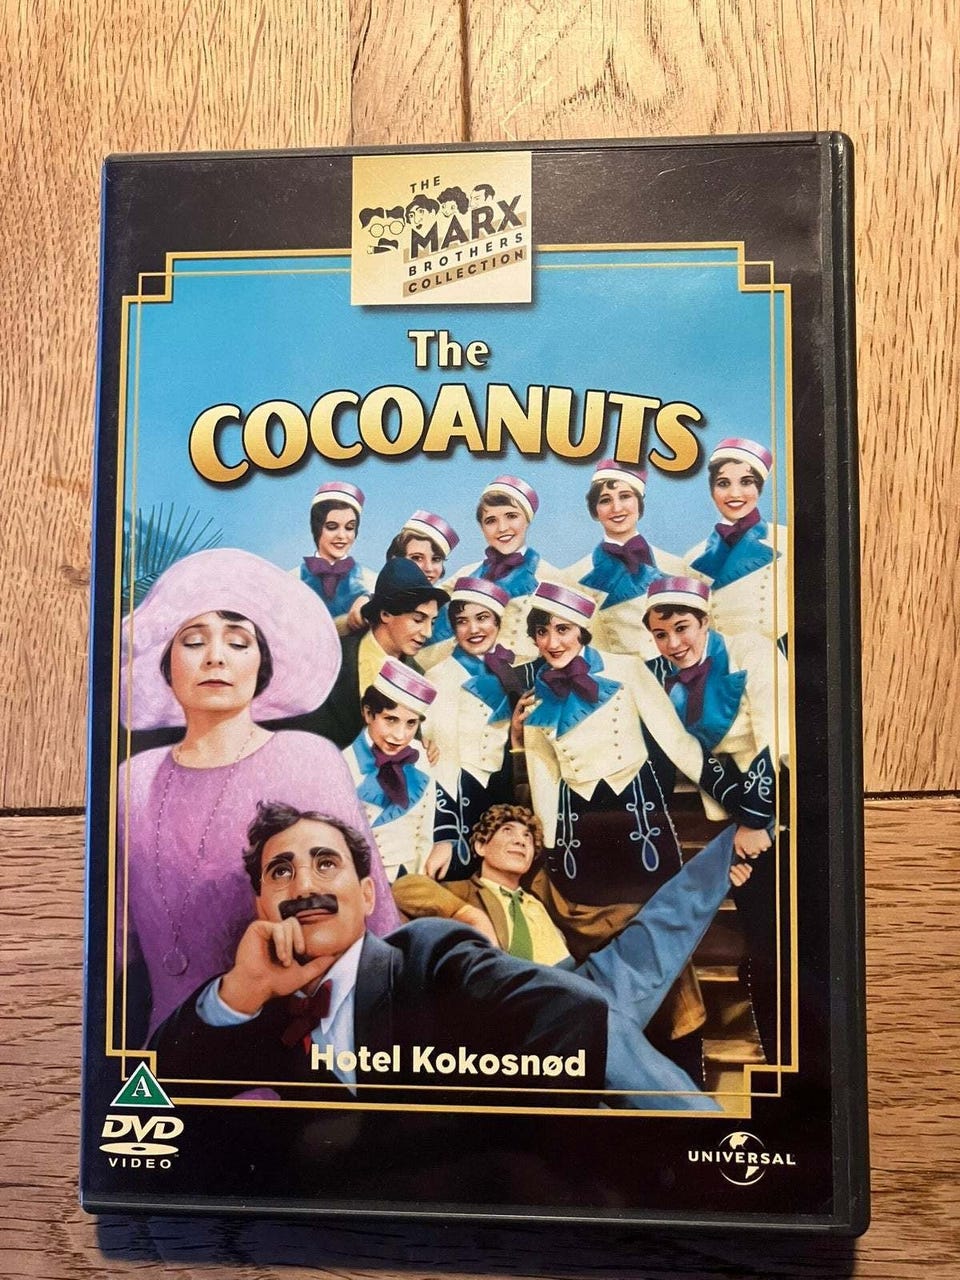 THE
MARX
BROTHERS
COLLECTION
The
COCOANUTS
Hotel Kokosnød
A
DVD
VIDEO
UNIVERSAL